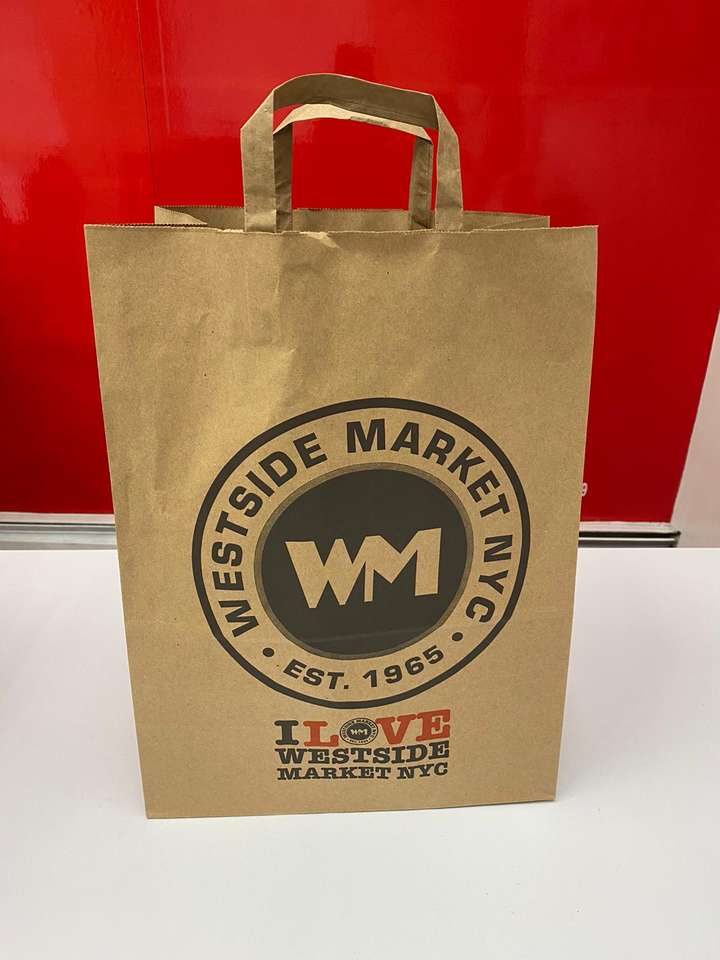 WESTSIDE MARKET NYC
WM
• EST. 1965 •
I LOVE
WESTSIDE
MARKET NYC